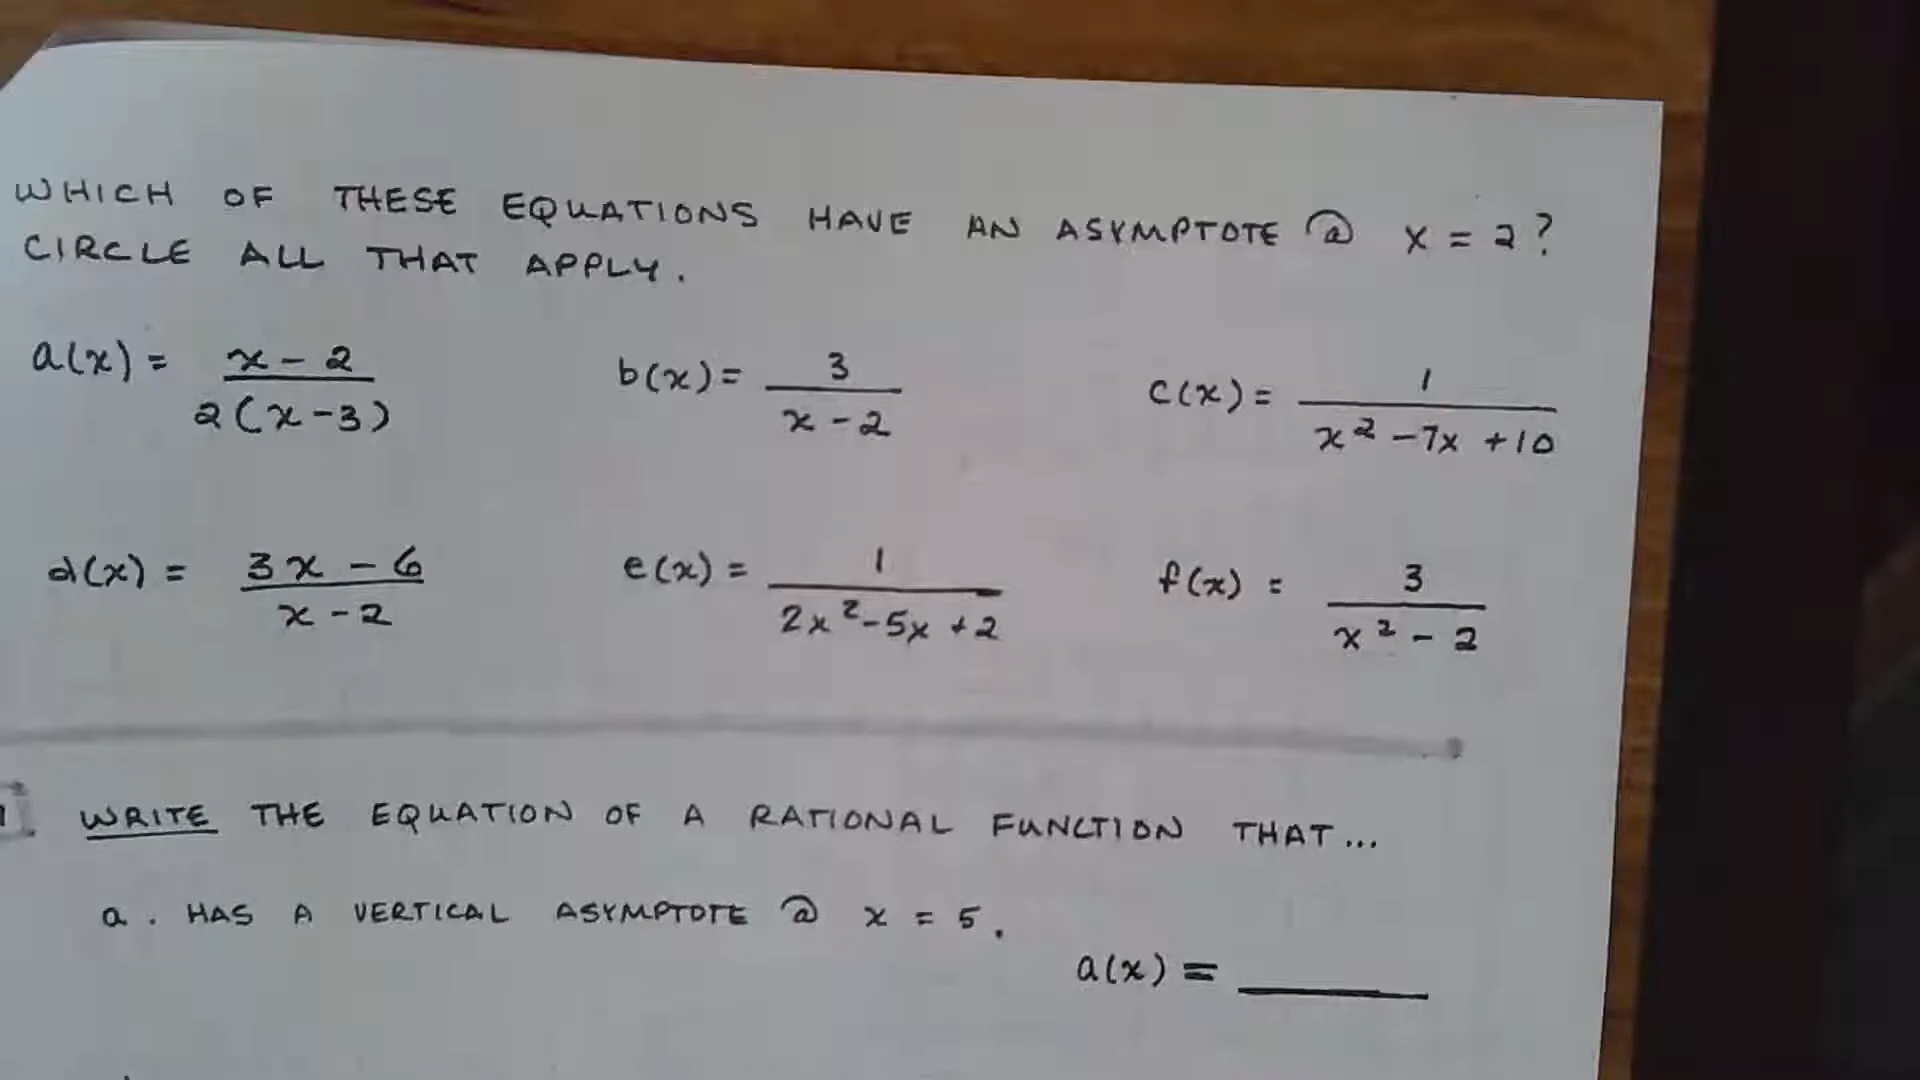 WHICH OF THESE EQUATIONS HAVE AN ASYMPTOTE @ x = 2?
CIRCLE ALL THAT APPLY.
a(x) = x - 2 / 2(x-3)
b(x) = 3 / x - 2
c(x) = 1 / x² - 7x + 10
d(x) = 3x - 6 / x - 2
e(x) = 1 / 2x² - 5x + 2
f(x) = 3 / x² - 2
WRITE THE EQUATION OF A RATIONAL FUNCTION THAT...
a. HAS A VERTICAL ASYMPTOTE @ x = 5.
a(x) = ______